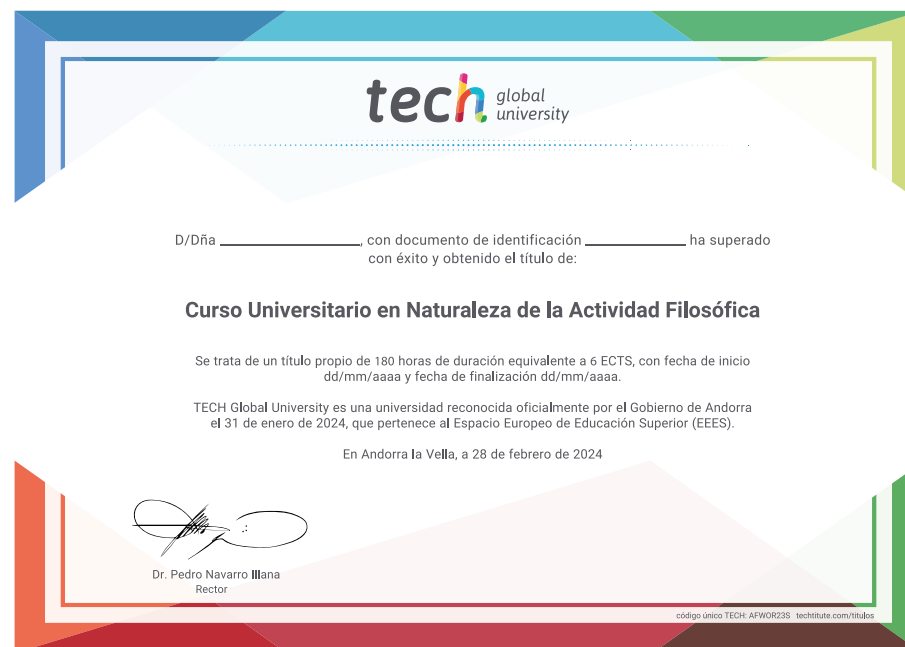 tech global university
D/Dña ____________________, con documento de identificación ______________ ha superado
con éxito y obtenido el título de:
Curso Universitario en Naturaleza de la Actividad Filosófica
Se trata de un título propio de 180 horas de duración equivalente a 6 ECTS, con fecha de inicio
dd/mm/aaaa y fecha de finalización dd/mm/aaaa.
TECH Global University es una universidad reconocida oficialmente por el Gobierno de Andorra
el 31 de enero de 2024, que pertenece al Espacio Europeo de Educación Superior (EEES).
En Andorra la Vella, a 28 de febrero de 2024
Dr. Pedro Navarro Illana
Rector
código único TECH: AFWOR23S techtitute.com/titulos